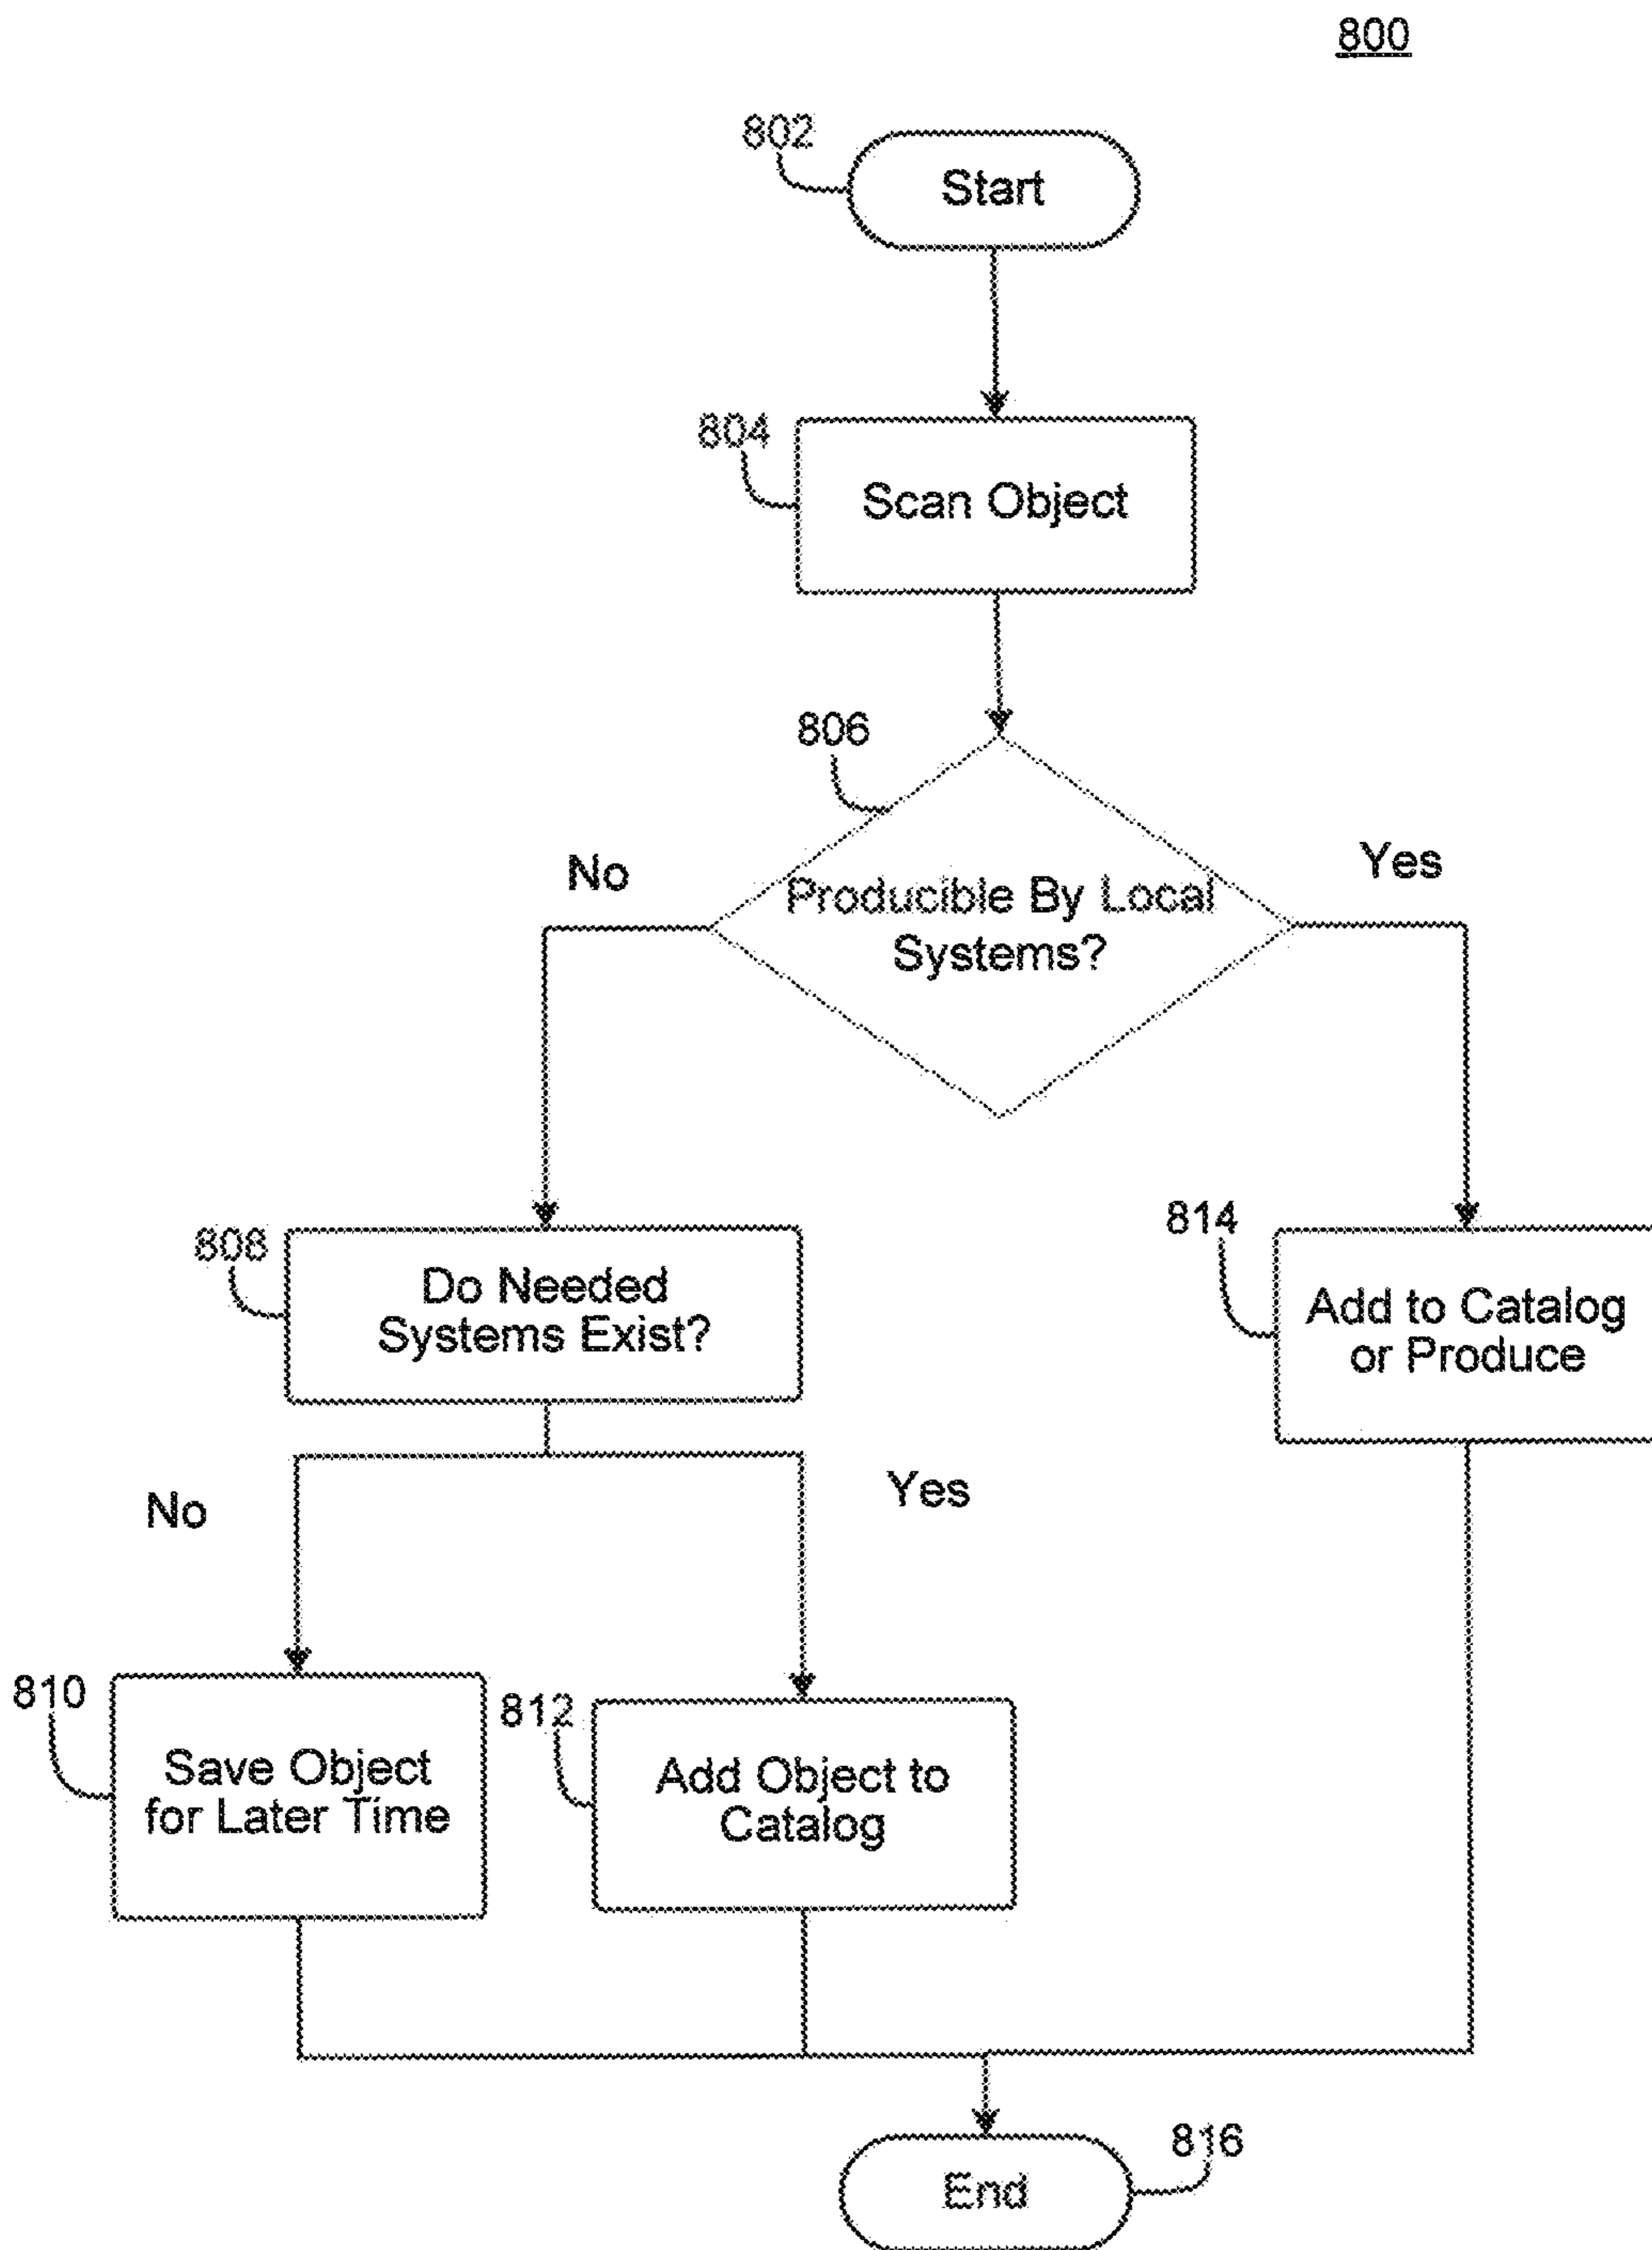 800
802
Start
804
Scan Object
806
No
Yes
Producible By Local
Systems?
808
Do Needed
Systems Exist?
814
Add to Catalog
or Produce
No
Yes
810
Save Object
for Later Time
812
Add Object to
Catalog
816
End